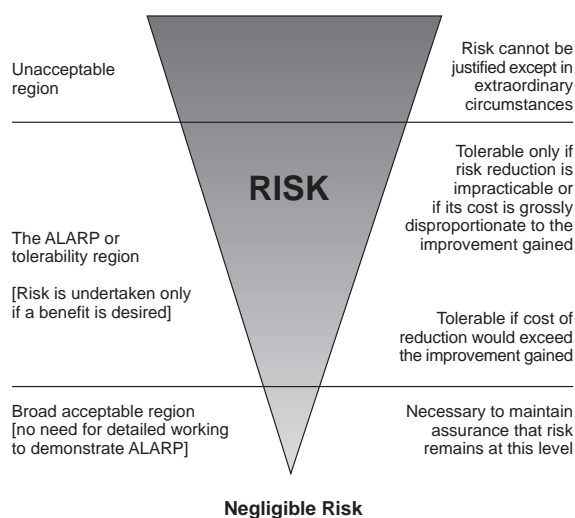 Unacceptable
region
Risk cannot be
justified except in
extraordinary
circumstances
RISK
The ALARP or
tolerability region
[Risk is undertaken only
if a benefit is desired]
Tolerable only if
risk reduction is
impracticable or
if its cost is grossly
disproportionate to the
improvement gained
Tolerable if cost of
reduction would exceed
the improvement gained
Broad acceptable region
[no need for detailed working
to demonstrate ALARP]
Necessary to maintain
assurance that risk
remains at this level
Negligible Risk